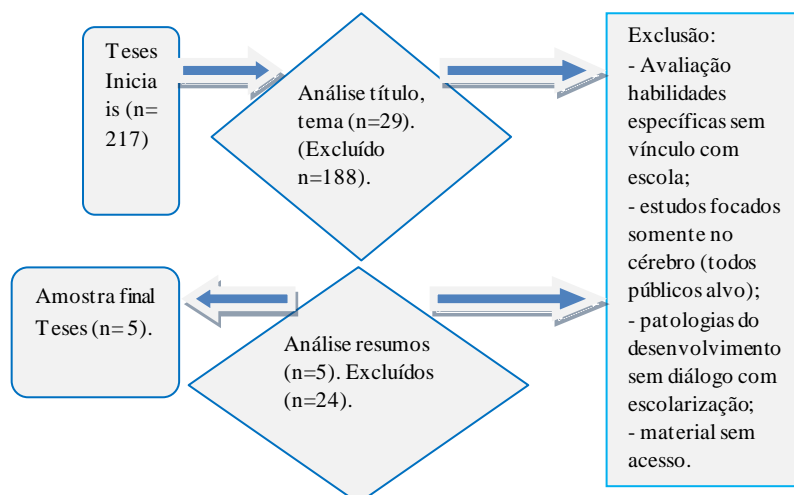 Teses
Inicia
is (n=
217)
Análise título,
tema (n=29).
(Excluído
n=188).
Exclusão:
- Avaliação
habilidades
específicas sem
vínculo com
escola;
- estudos focados
somente no
cérebro (todos
públicos alvo);
- patologias do
desenvolvimento
sem diálogo com
escolarização;
- material sem
acesso.
Amostra final
Teses (n= 5).
Análise resumos
(n=5). Excluídos
(n=24).